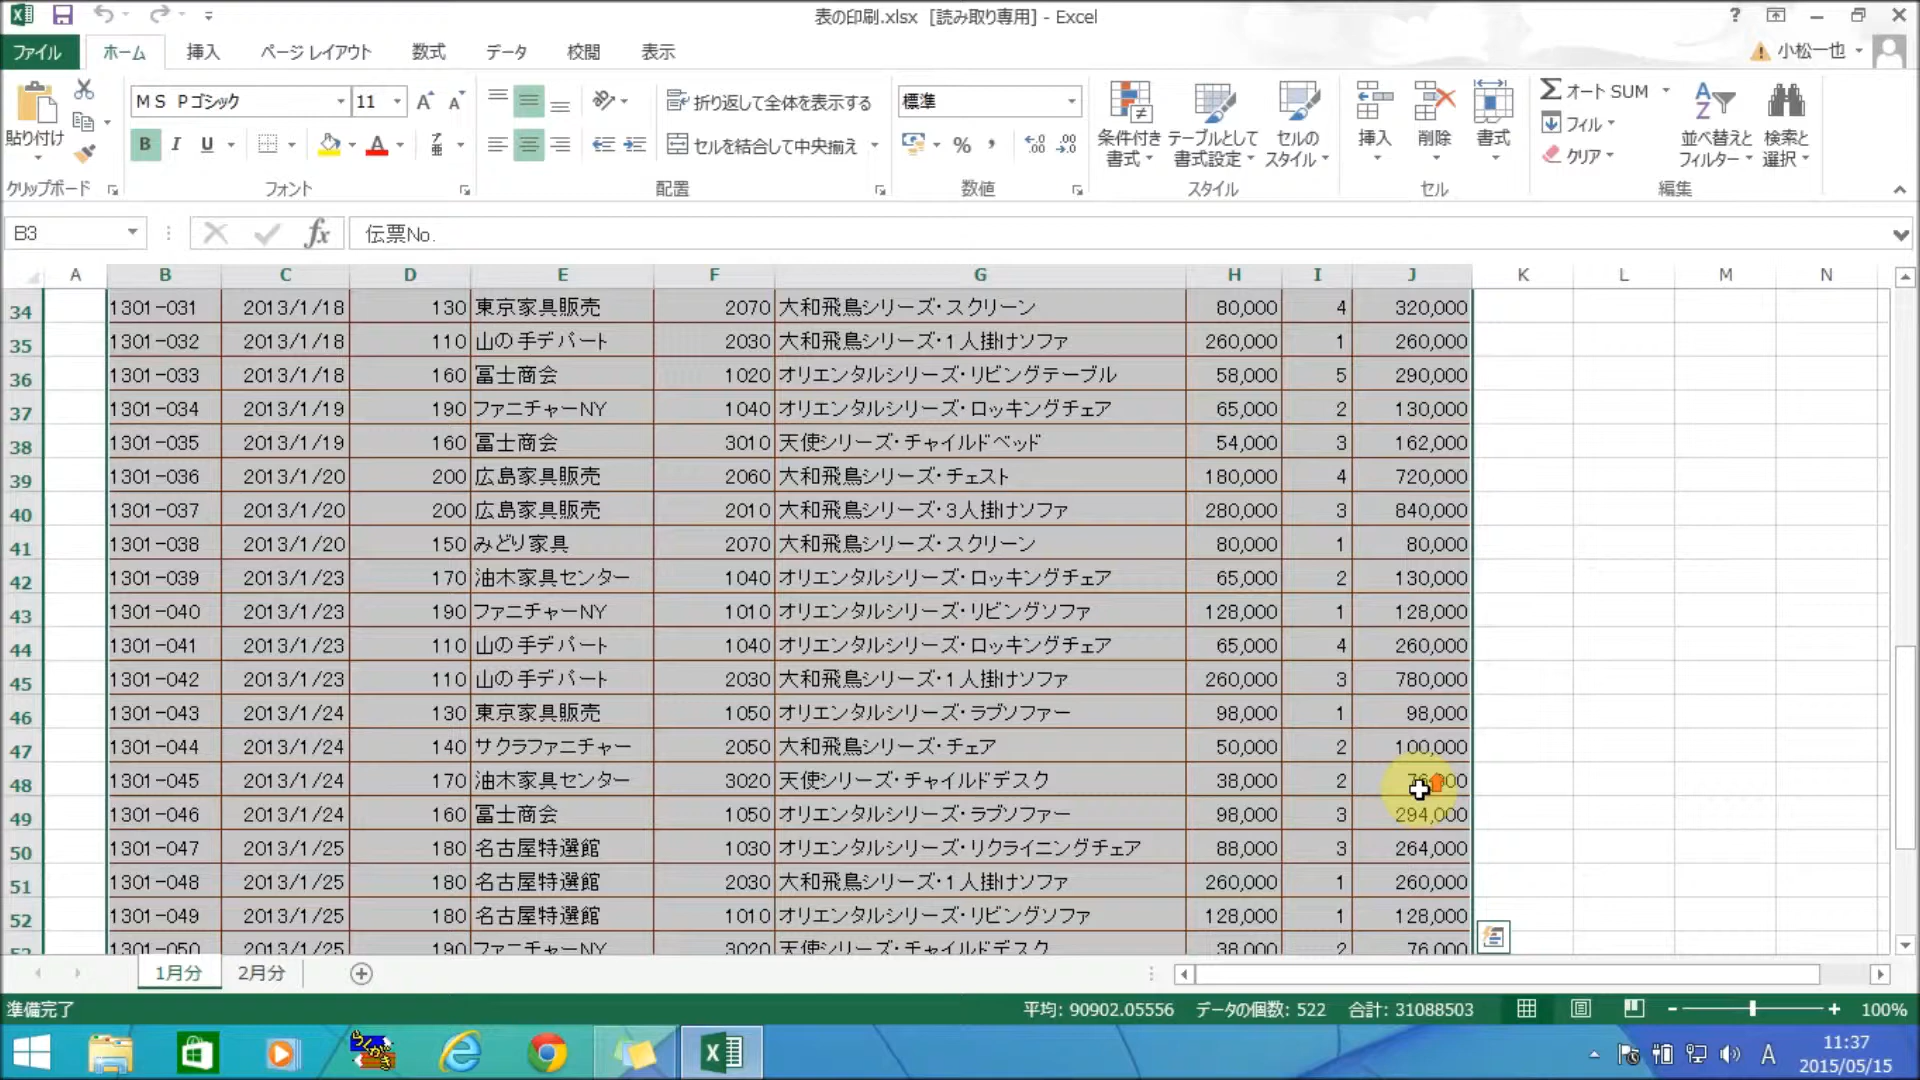 表の印刷.xlsx [読み取り専用] - Excel
ファイル ホーム 挿入 ページ レイアウト 数式 データ 校閲 表示 小松一也
ＭＳ Ｐゴシック 11 折り返して全体を表示する 標準 オート SUM
貼り付け B I U セルを結合して中央揃え % 条件付き書式 テーブルとして書式設定 セルのスタイル 挿入 削除 書式 フィル クリア 並べ替えとフィルター 検索と選択
クリップボード フォント 配置 数値 スタイル セル 編集
B3 fx 伝票No.
A B C D E F G H I J K L M N
34 1301-031 2013/1/18 130 東京家具販売 2070 大和飛鳥シリーズ・スクリーン 80,000 4 320,000
35 1301-032 2013/1/18 110 山の手デパート 2030 大和飛鳥シリーズ・1人掛けソファ 260,000 1 260,000
36 1301-033 2013/1/18 160 冨士商会 1020 オリエンタルシリーズ・リビングテーブル 58,000 5 290,000
37 1301-034 2013/1/19 190 ファニチャーNY 1040 オリエンタルシリーズ・ロッキングチェア 65,000 2 130,000
38 1301-035 2013/1/19 160 冨士商会 3010 天使シリーズ・チャイルドベッド 54,000 3 162,000
39 1301-036 2013/1/20 200 広島家具販売 2060 大和飛鳥シリーズ・チェスト 180,000 4 720,000
40 1301-037 2013/1/20 200 広島家具販売 2010 大和飛鳥シリーズ・3人掛けソファ 280,000 3 840,000
41 1301-038 2013/1/20 150 みどり家具 2070 大和飛鳥シリーズ・スクリーン 80,000 1 80,000
42 1301-039 2013/1/23 170 油木家具センター 1040 オリエンタルシリーズ・ロッキングチェア 65,000 2 130,000
43 1301-040 2013/1/23 190 ファニチャーNY 1010 オリエンタルシリーズ・リビングソファ 128,000 1 128,000
44 1301-041 2013/1/23 110 山の手デパート 1040 オリエンタルシリーズ・ロッキングチェア 65,000 4 260,000
45 1301-042 2013/1/23 110 山の手デパート 2030 大和飛鳥シリーズ・1人掛けソファ 260,000 3 780,000
46 1301-043 2013/1/24 130 東京家具販売 1050 オリエンタルシリーズ・ラブソファー 98,000 1 98,000
47 1301-044 2013/1/24 140 サクラファニチャー 2050 大和飛鳥シリーズ・チェア 50,000 2 100,000
48 1301-045 2013/1/24 170 油木家具センター 3020 天使シリーズ・チャイルドデスク 38,000 2
49 1301-046 2013/1/24 160 冨士商会 1050 オリエンタルシリーズ・ラブソファー 98,000 3 294,000
50 1301-047 2013/1/25 180 名古屋特選館 1030 オリエンタルシリーズ・リクライニングチェア 88,000 3 264,000
51 1301-048 2013/1/25 180 名古屋特選館 2030 大和飛鳥シリーズ・1人掛けソファ 260,000 1 260,000
52 1301-049 2013/1/25 180 名古屋特選館 1010 オリエンタルシリーズ・リビングソファ 128,000 1 128,000
53 1301-050 2013/1/25 190 ファニチャーNY 3020 天使シリーズ・チャイルドデスク 38,000 2 76,000
1月分 2月分
準備完了 平均: 90902.05556 データの個数: 522 合計: 31088503 100%
らくがき A 11:37
2015/05/15